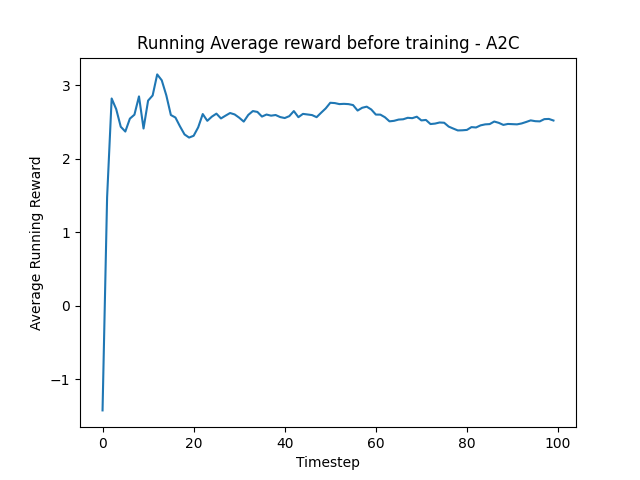 Running Average reward before training - A2C
Average Running Reward
3
2
1
0
−1
0 20 40 60 80 100
Timestep